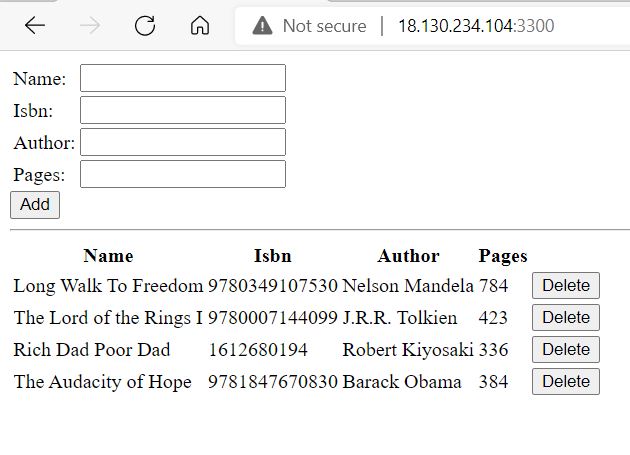 Not secure | 18.130.234.104:3300
Name:
Isbn:
Author:
Pages:
Add
Name Isbn Author Pages
Long Walk To Freedom 9780349107530 Nelson Mandela 784 Delete
The Lord of the Rings I 9780007144099 J.R.R. Tolkien 423 Delete
Rich Dad Poor Dad 1612680194 Robert Kiyosaki 336 Delete
The Audacity of Hope 9781847670830 Barack Obama 384 Delete